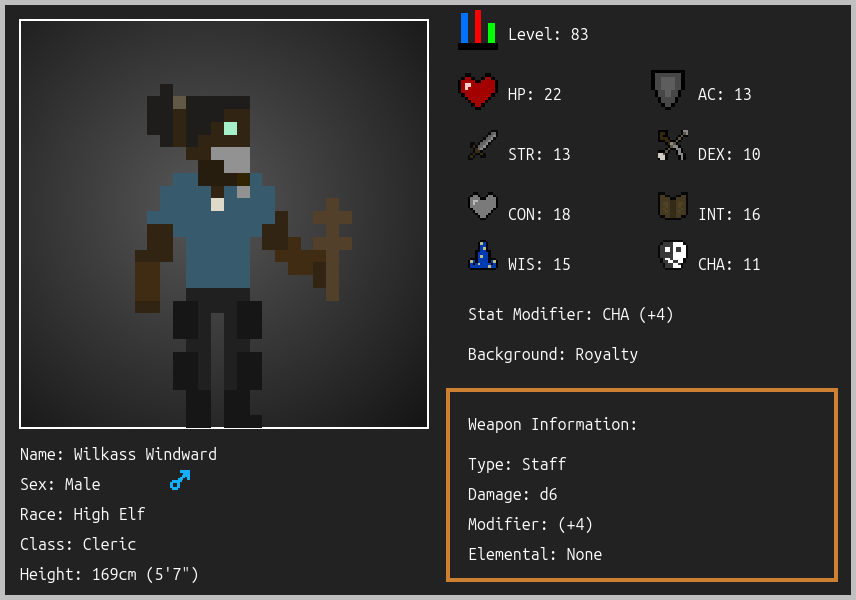 Level: 83
HP: 22
AC: 13
STR: 13
DEX: 10
CON: 18
INT: 16
WIS: 15
CHA: 11
Stat Modifier: CHA (+4)
Background: Royalty
Weapon Information:
Type: Staff
Damage: d6
Modifier: (+4)
Elemental: None
Name: Wilkass Windward
Sex: Male
Race: High Elf
Class: Cleric
Height: 169cm (5'7")